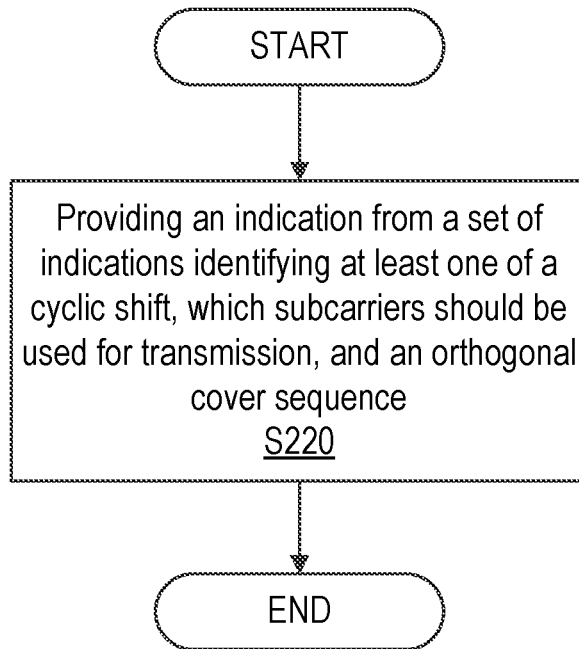 START
Providing an indication from a set of
indications identifying at least one of a
cyclic shift, which subcarriers should be
used for transmission, and an orthogonal
cover sequence
S220
END